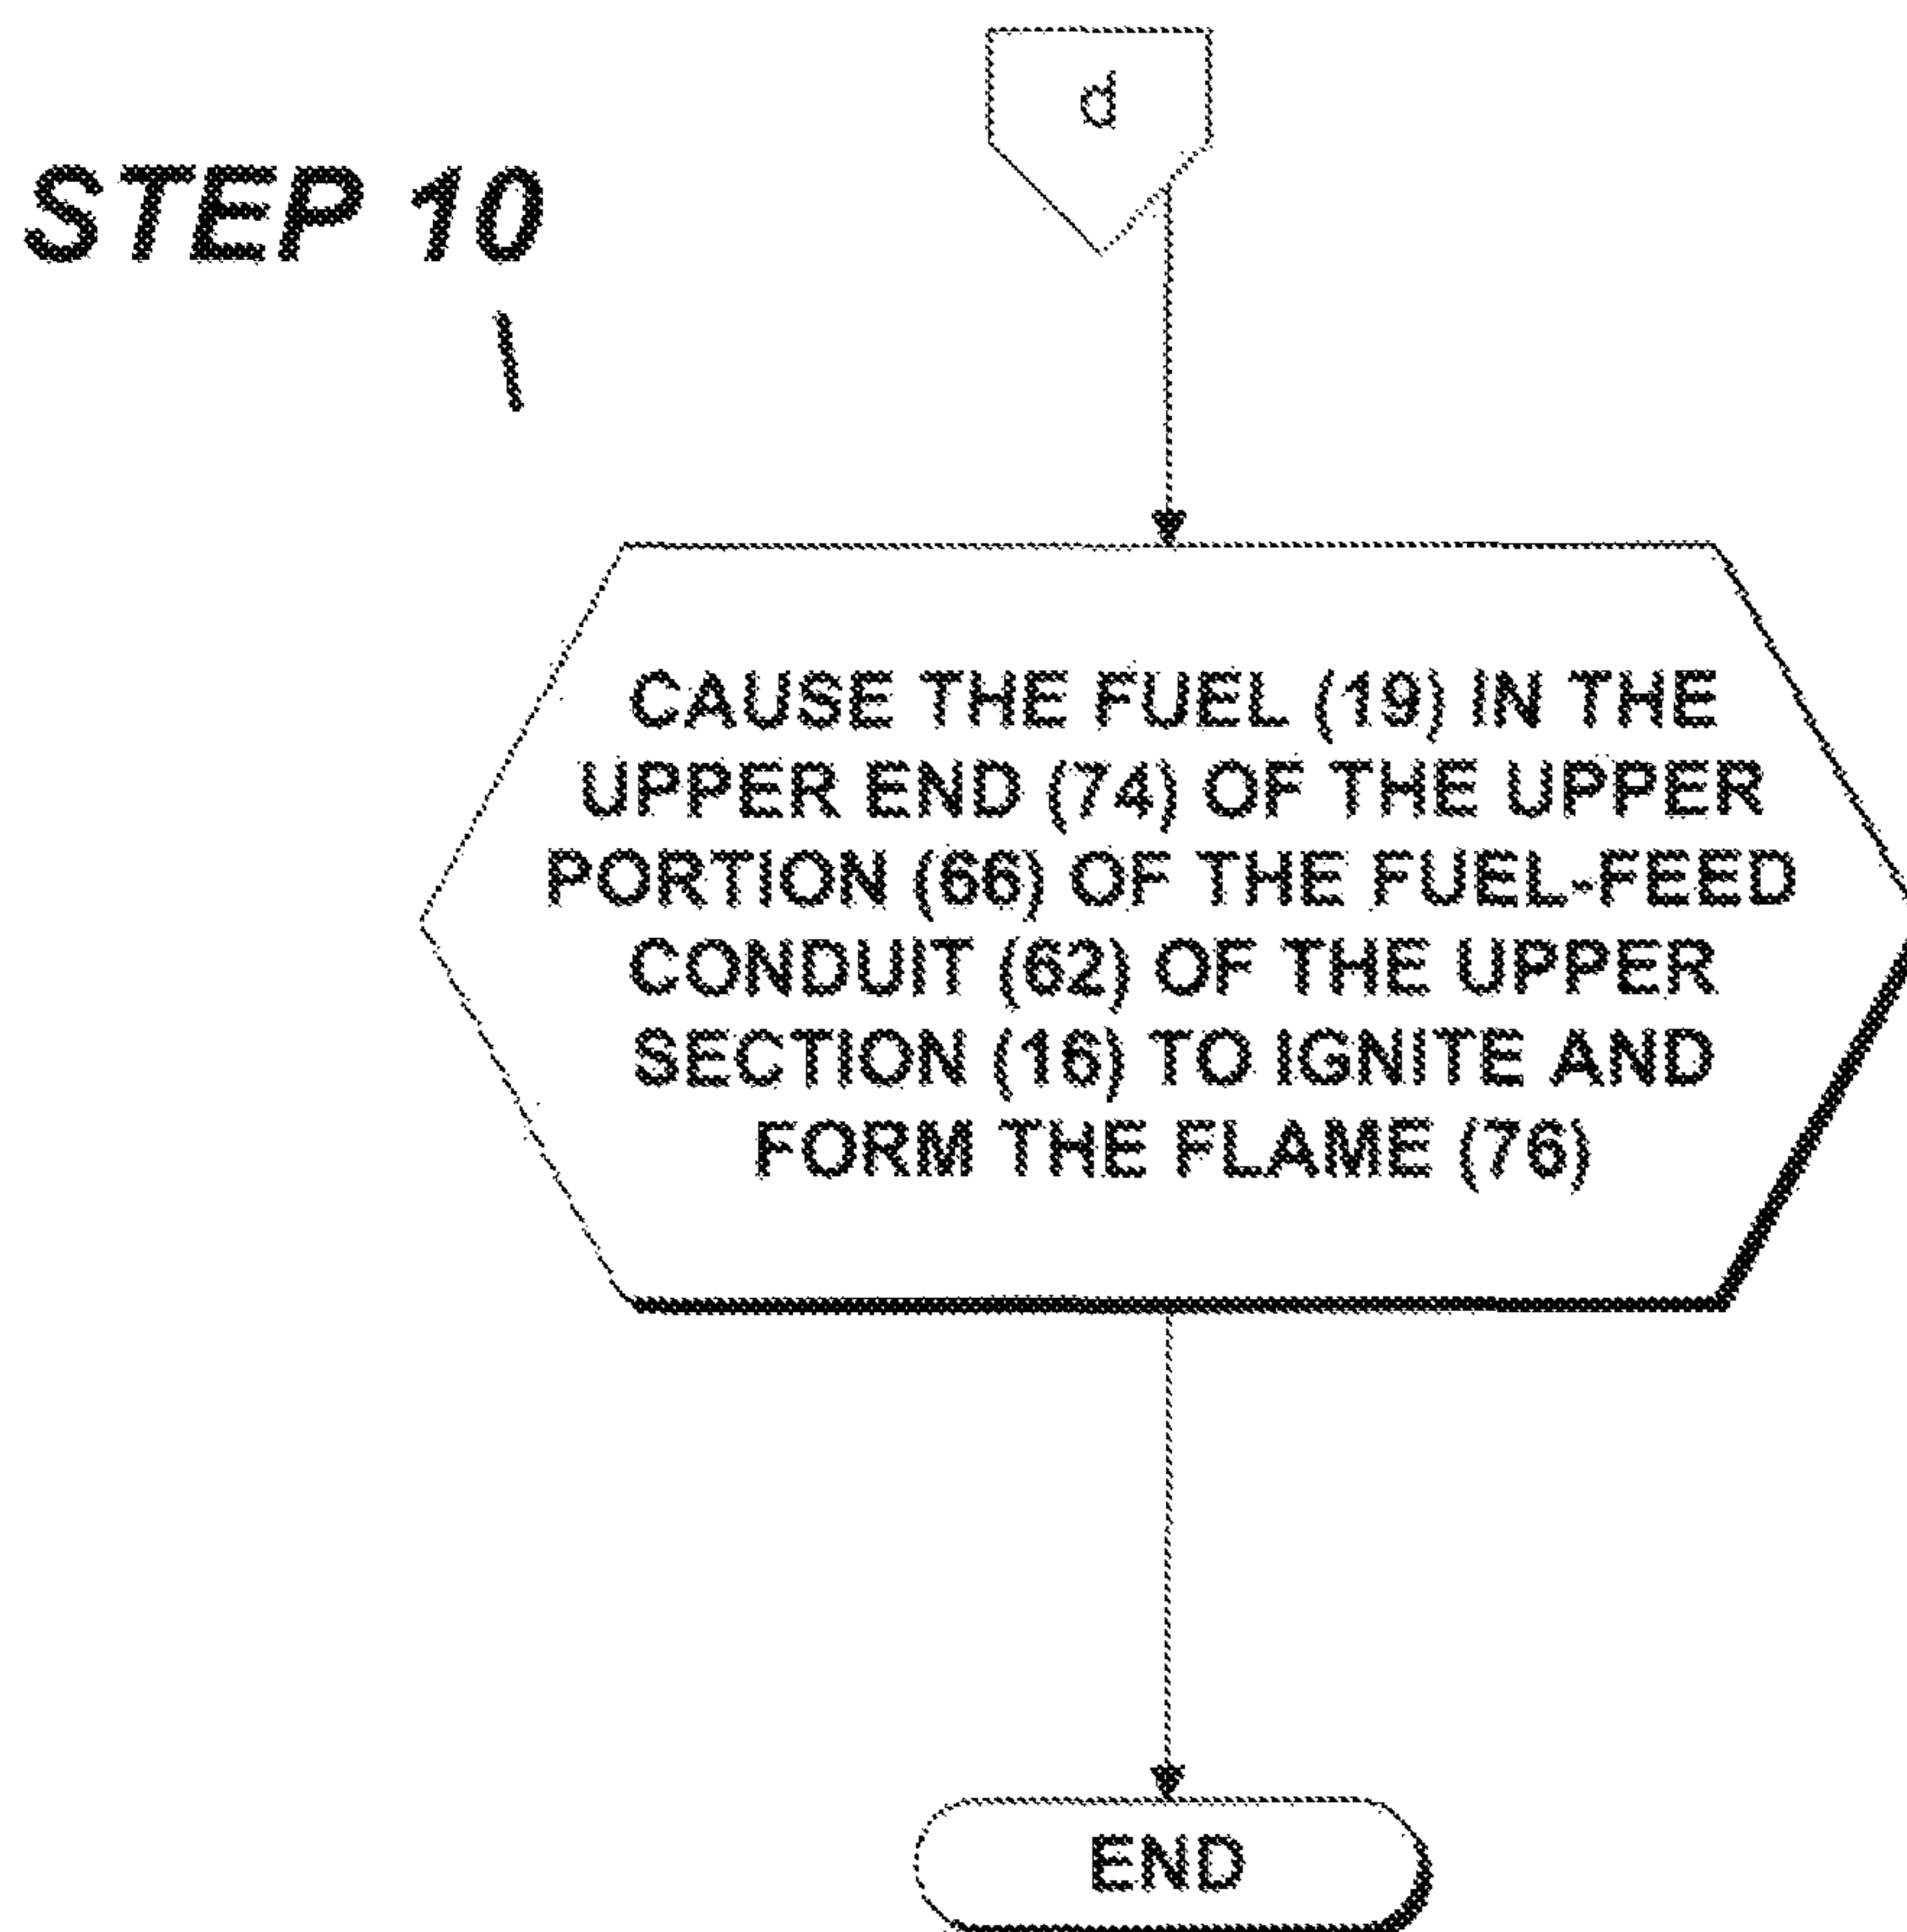 d
STEP 10
CAUSE THE FUEL (19) IN THE
UPPER END (74) OF THE UPPER
PORTION (66) OF THE FUEL-FEED
CONDUIT (62) OF THE UPPER
SECTION (16) TO IGNITE AND
FORM THE FLAME (76)
END